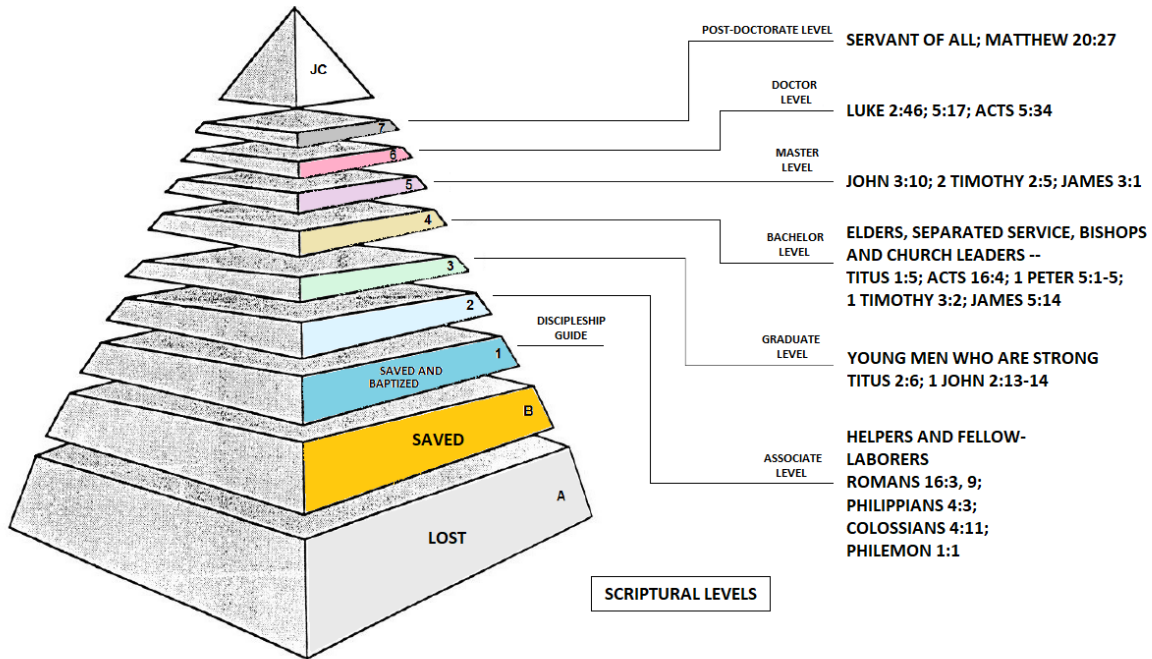 JC
7
6
5
4
3
2
1
SAVED AND
BAPTIZED
B
SAVED
A
LOST
DISCIPLESHIP
GUIDE
POST-DOCTORATE LEVEL
SERVANT OF ALL; MATTHEW 20:27
DOCTOR
LEVEL
LUKE 2:46; 5:17; ACTS 5:34
MASTER
LEVEL
JOHN 3:10; 2 TIMOTHY 2:5; JAMES 3:1
BACHELOR
LEVEL
ELDERS, SEPARATED SERVICE, BISHOPS
AND CHURCH LEADERS --
TITUS 1:5; ACTS 16:4; 1 PETER 5:1-5;
1 TIMOTHY 3:2; JAMES 5:14
GRADUATE
LEVEL
YOUNG MEN WHO ARE STRONG
TITUS 2:6; 1 JOHN 2:13-14
ASSOCIATE
LEVEL
HELPERS AND FELLOW-
LABORERS
ROMANS 16:3, 9;
PHILIPPIANS 4:3;
COLOSSIANS 4:11;
PHILEMON 1:1
SCRIPTURAL LEVELS